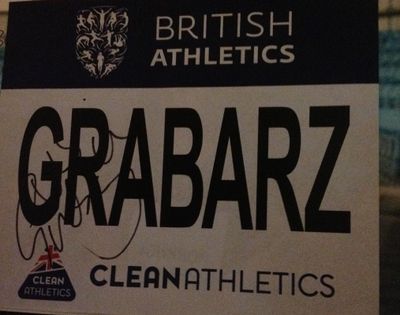 BRITISH
ATHLETICS
GRABARZ
CLEAN
ATHLETICS
CLEANATHLETICS